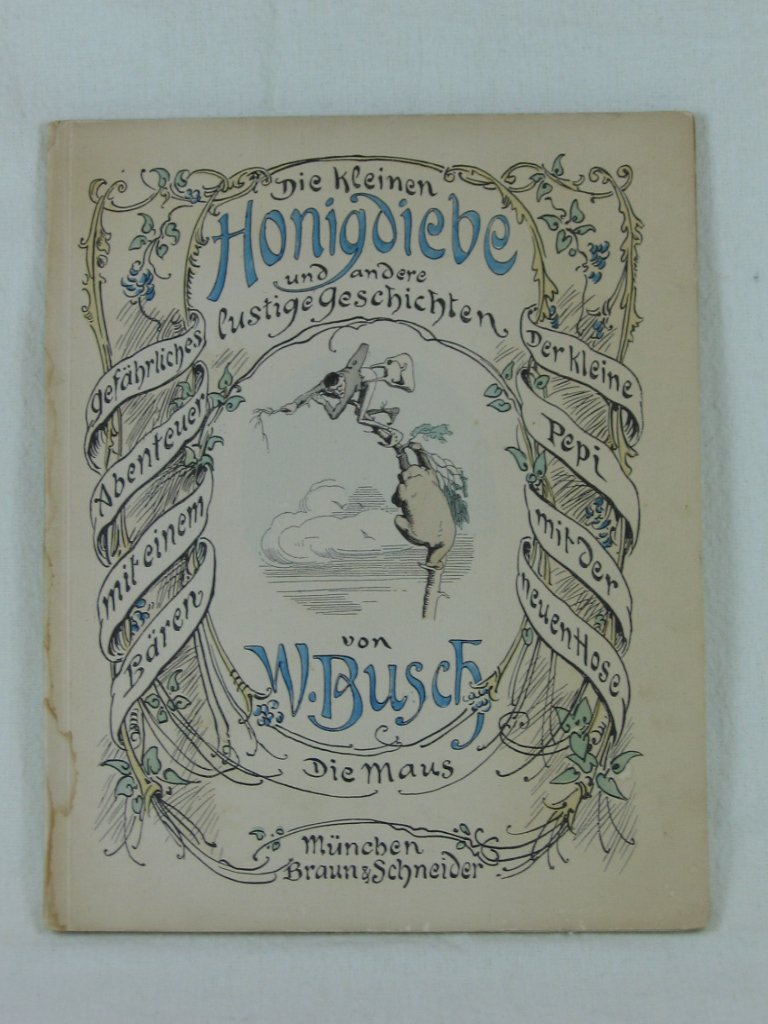 Die kleinen
Honigdiebe
und andere
lustige Geschichten
Gefährliches
Abenteuer
mit einem
Bären
Der kleine
Pepi
mit der
neuen Hose
von
W. Busch
Die Maus
München
Braun & Schneider